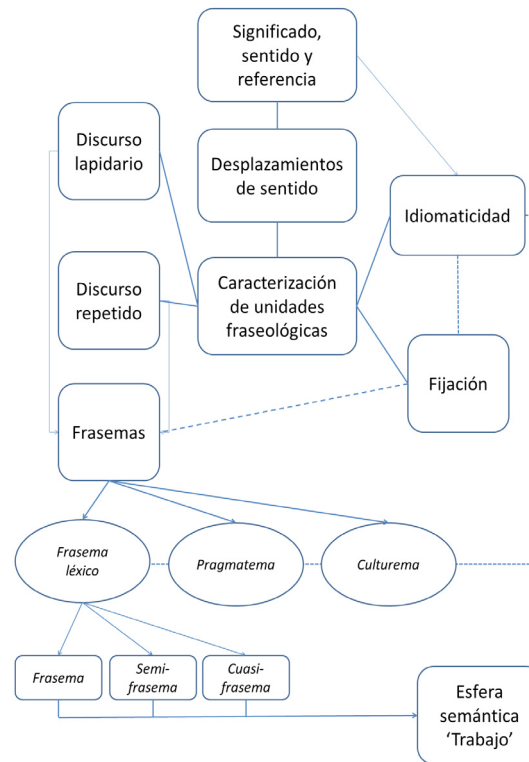 Significado,
sentido y
referencia
Discurso
lapidario
Desplazamientos
de sentido
Idiomaticidad
Discurso
repetido
Caracterización
de unidades
fraseológicas
Fijación
Frasemas
Frasema
léxico
Pragmatema
Culturema
Frasema
Semi-
frasema
Cuasi-
frasema
Esfera
semántica
‘Trabajo’